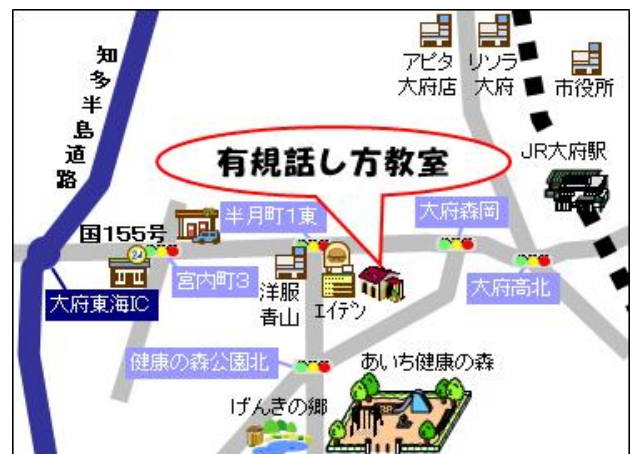 知多半島道路
アピタ
大府店
リソラ
大府
市役所
JR大府駅
有規話し方教室
国155号
半月町1東
大府森岡
24
宮内町3
大府東海IC
洋服
青山
エイデン
大府高北
健康の森公園北
あいち健康の森
げんきの郷